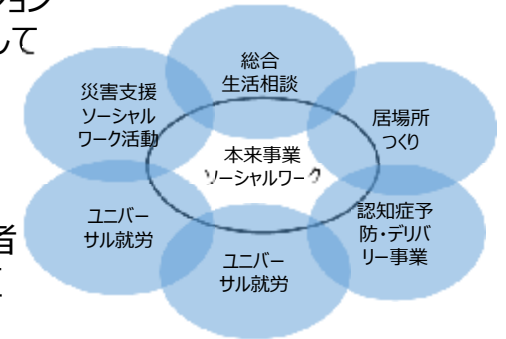 ション
して
総合
生活相談
災害支援
ソーシャル
ワーク活動
居場所
つくり
本来事業
ソーシャルワーク
ユニバー
サル就労
認知症予
防・デリバ
リー事業
者
ユニバー
サル就労